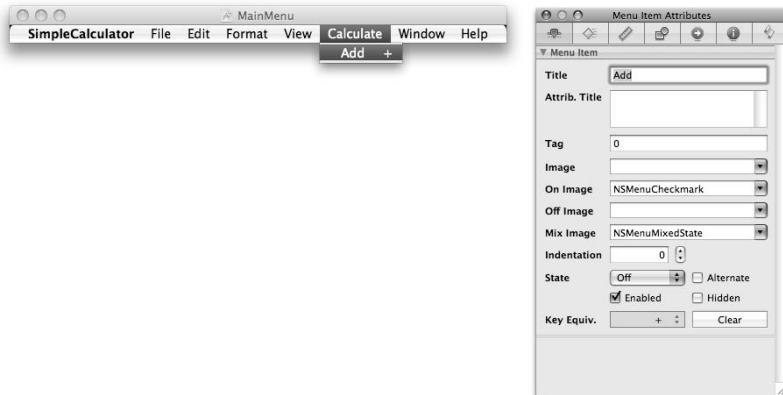 MainMenu
SimpleCalculator File Edit Format View Calculate Window Help
Add +
Menu Item Attributes
Menu Item
Title Add
Attrib. Title
Tag 0
Image
On Image NSMenuCheckmark
Off Image
Mix Image NSMenuMixedState
Indentation 0
State Off Alternate
Enabled Hidden
Key Equiv. + Clear